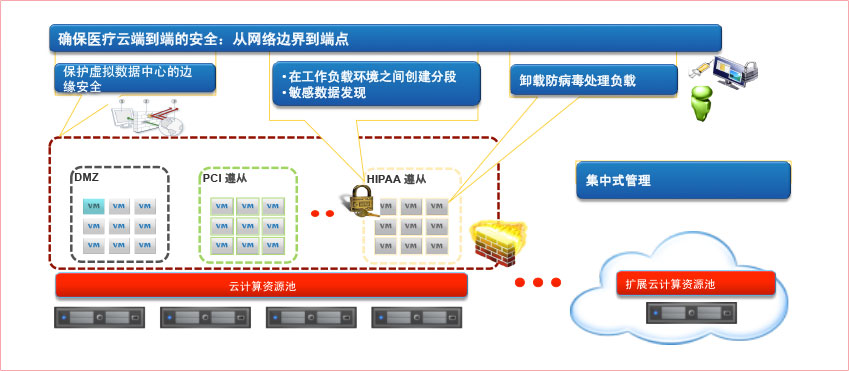 确保医疗云端到端的安全：从网络边界到端点
保护虚拟数据中心的边
缘安全
•在工作负载环境之间创建分段
•敏感数据发现
卸载防病毒处理负载
DMZ
PCI 遵从
HIPAA 遵从
集中式管理
VM VM VM
VM VM VM
VM VM VM
VM VM VM
VM VM VM
VM VM VM
VM VM VM
VM VM VM
VM VM VM
云计算资源池
扩展云计算资源池